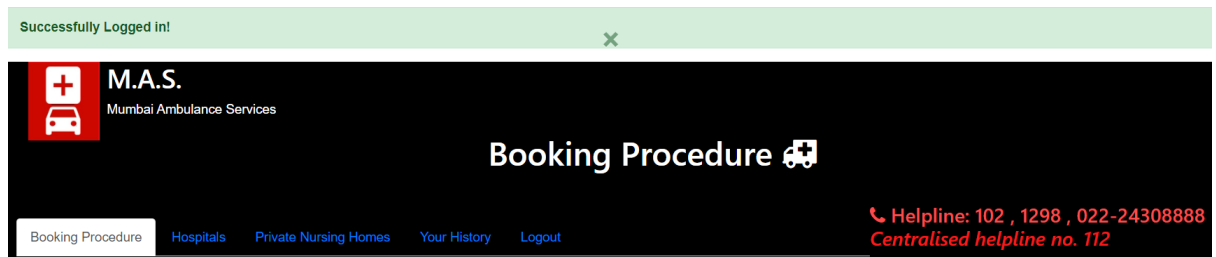 Successfully Logged in!
×
M.A.S.
Mumbai Ambulance Services
Booking Procedure
Helpline: 102 , 1298 , 022-24308888
Centralised helpline no. 112
Booking Procedure Hospitals Private Nursing Homes Your History Logout